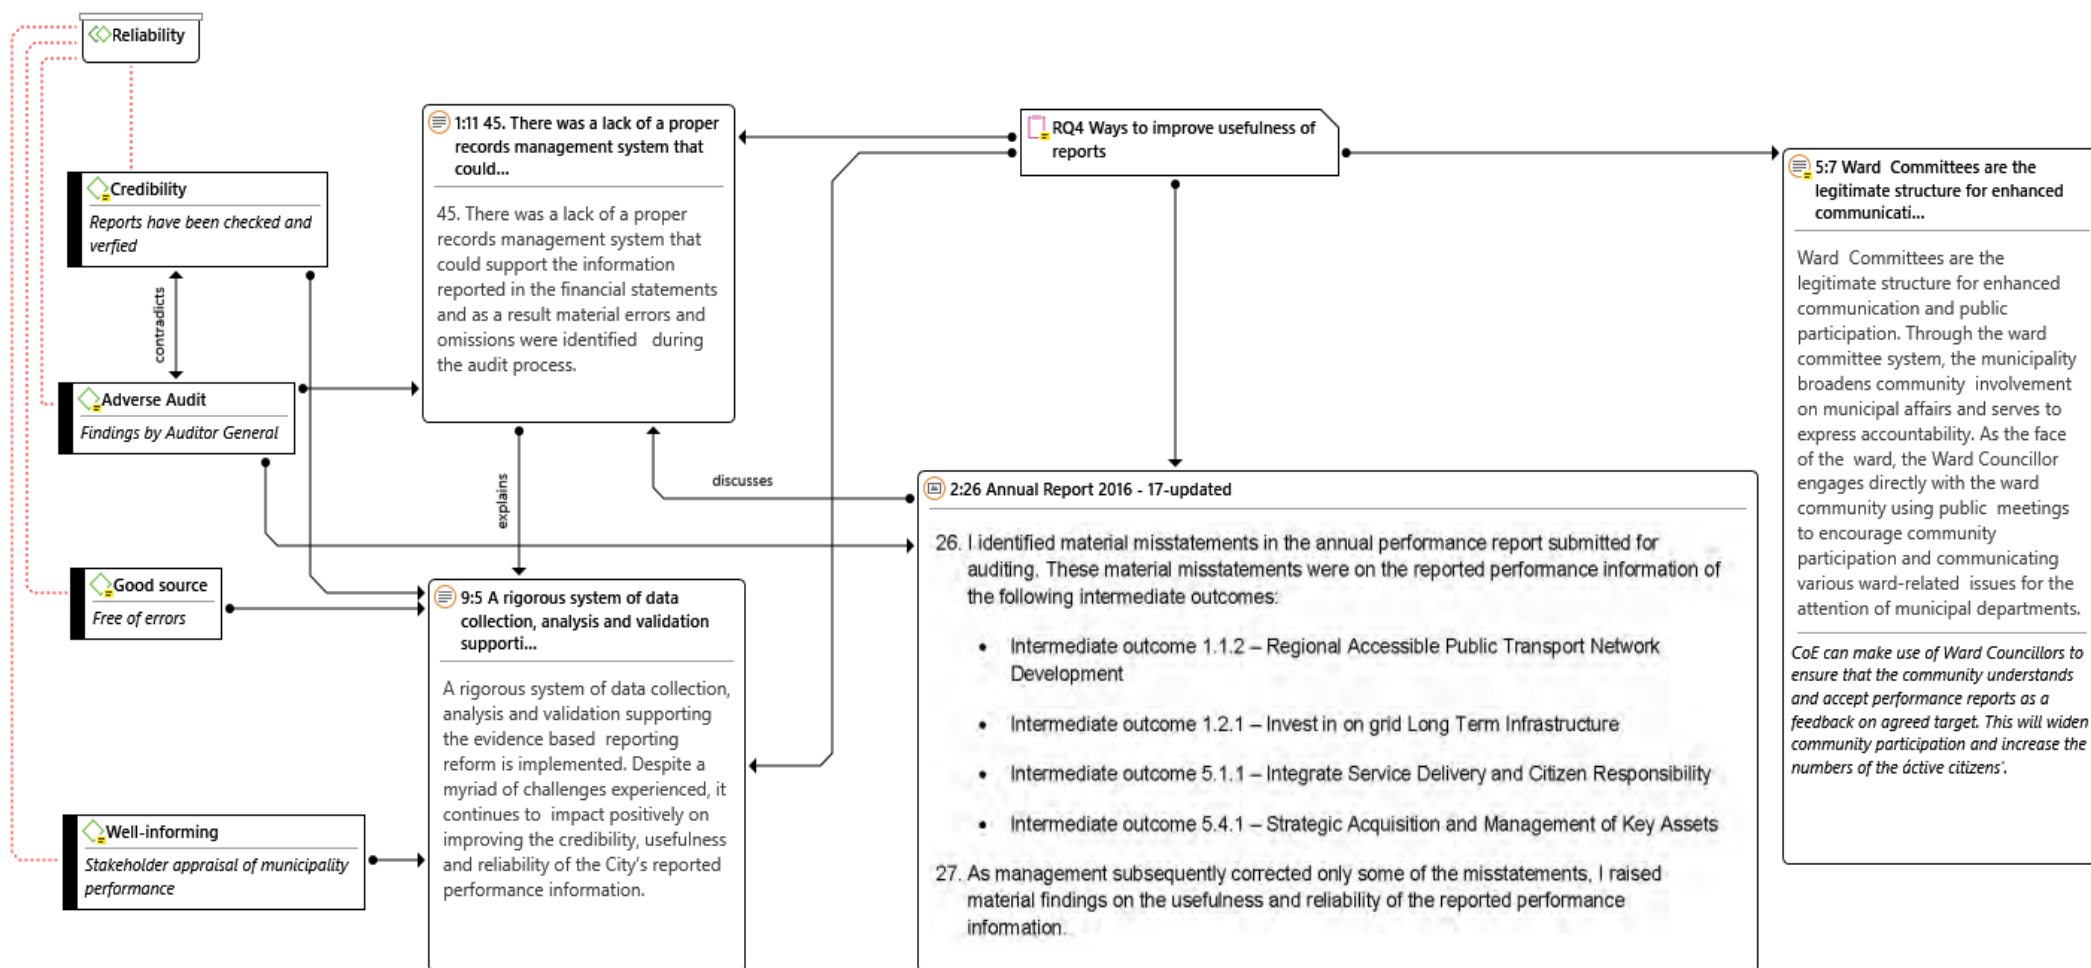 Reliability
Credibility
Reports have been checked and
verfied
contradicts
Adverse Audit
Findings by Auditor General
Good source
Free of errors
Well-informing
Stakeholder appraisal of municipality
performance
1:11 45. There was a lack of a proper
records management system that
could...
45. There was a lack of a proper
records management system that
could support the information
reported in the financial statements
and as a result material errors and
omissions were identified during
the audit process.
explains
discusses
9:5 A rigorous system of data
collection, analysis and validation
supporti...
A rigorous system of data collection,
analysis and validation supporting
the evidence based reporting
reform is implemented. Despite a
myriad of challenges experienced, it
continues to impact positively on
improving the credibility, usefulness
and reliability of the City's reported
performance information.
RQ4 Ways to improve usefulness of
reports
2:26 Annual Report 2016 - 17-updated
26. I identified material misstatements in the annual performance report submitted for
auditing. These material misstatements were on the reported performance information of
the following intermediate outcomes:
• Intermediate outcome 1.1.2 – Regional Accessible Public Transport Network
Development
• Intermediate outcome 1.2.1 – Invest in on grid Long Term Infrastructure
• Intermediate outcome 5.1.1 – Integrate Service Delivery and Citizen Responsibility
• Intermediate outcome 5.4.1 – Strategic Acquisition and Management of Key Assets
27. As management subsequently corrected only some of the misstatements, I raised
material findings on the usefulness and reliability of the reported performance
information.
5:7 Ward Committees are the
legitimate structure for enhanced
communicati...
Ward Committees are the
legitimate structure for enhanced
communication and public
participation. Through the ward
committee system, the municipality
broadens community involvement
on municipal affairs and serves to
express accountability. As the face
of the ward, the Ward Councillor
engages directly with the ward
community using public meetings
to encourage community
participation and communicating
various ward-related issues for the
attention of municipal departments.
CoE can make use of Ward Councillors to
ensure that the community understands
and accept performance reports as a
feedback on agreed target. This will widen
community participation and increase the
numbers of the áctive citizens'.